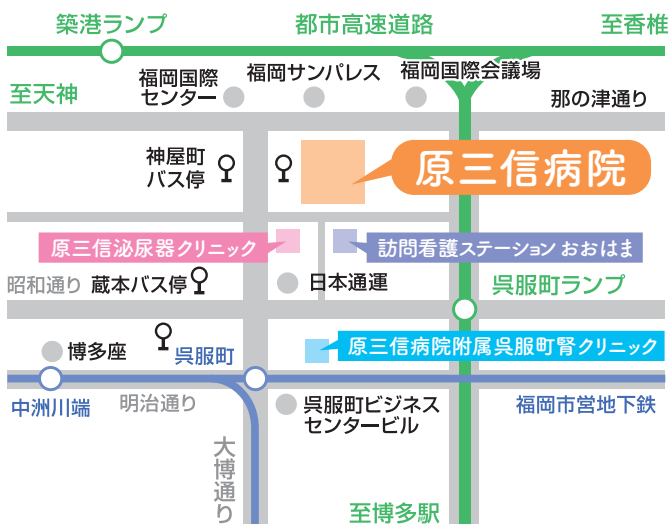 築港ランプ
都市高速道路
至香椎
至天神
福岡国際
センター
福岡サンパレス
福岡国際会議場
那の津通り
神屋町
バス停
原三信病院
原三信泌尿器クリニック
訪問看護ステーション おおはま
昭和通り
蔵本バス停
日本通運
呉服町ランプ
博多座
呉服町
原三信病院附属呉服町腎クリニック
中洲川端
明治通り
呉服町ビジネス
センタービル
福岡市営地下鉄
大博通り
至博多駅